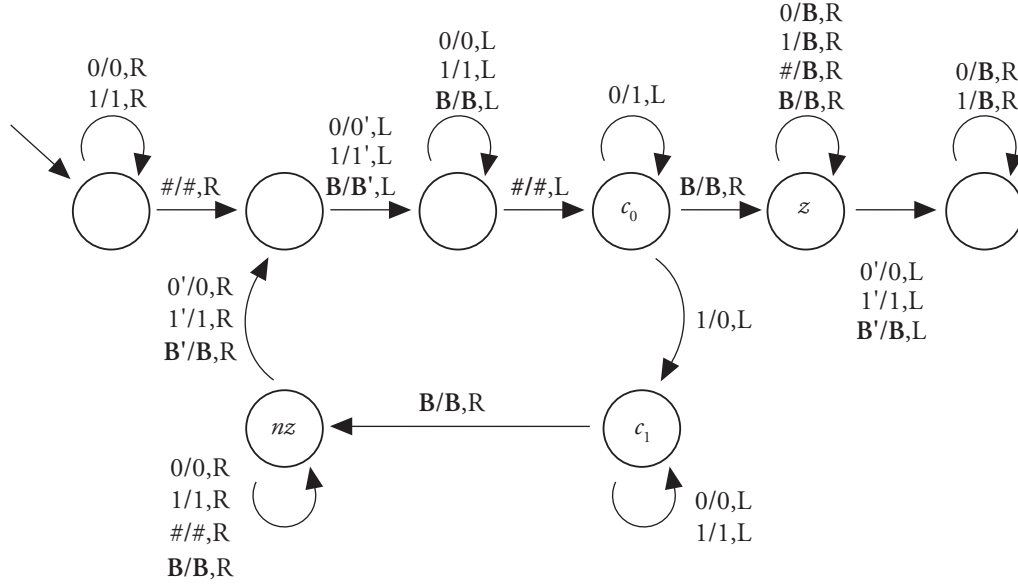 0/0,R
1/1,R
#/#,R
0/0',L
1/1',L
B/B',L
0/0,L
1/1,L
B/B,L
#/#,L
0/1,L
c₀
B/B,R
0/B,R
1/B,R
#/B,R
B/B,R
z
0'/0,L
1'/1,L
B'/B,L
0/B,R
1/B,R
0'/0,R
1'/1,R
B'/B,R
1/0,L
nz
B/B,R
c₁
0/0,R
1/1,R
#/#,R
B/B,R
0/0,L
1/1,L